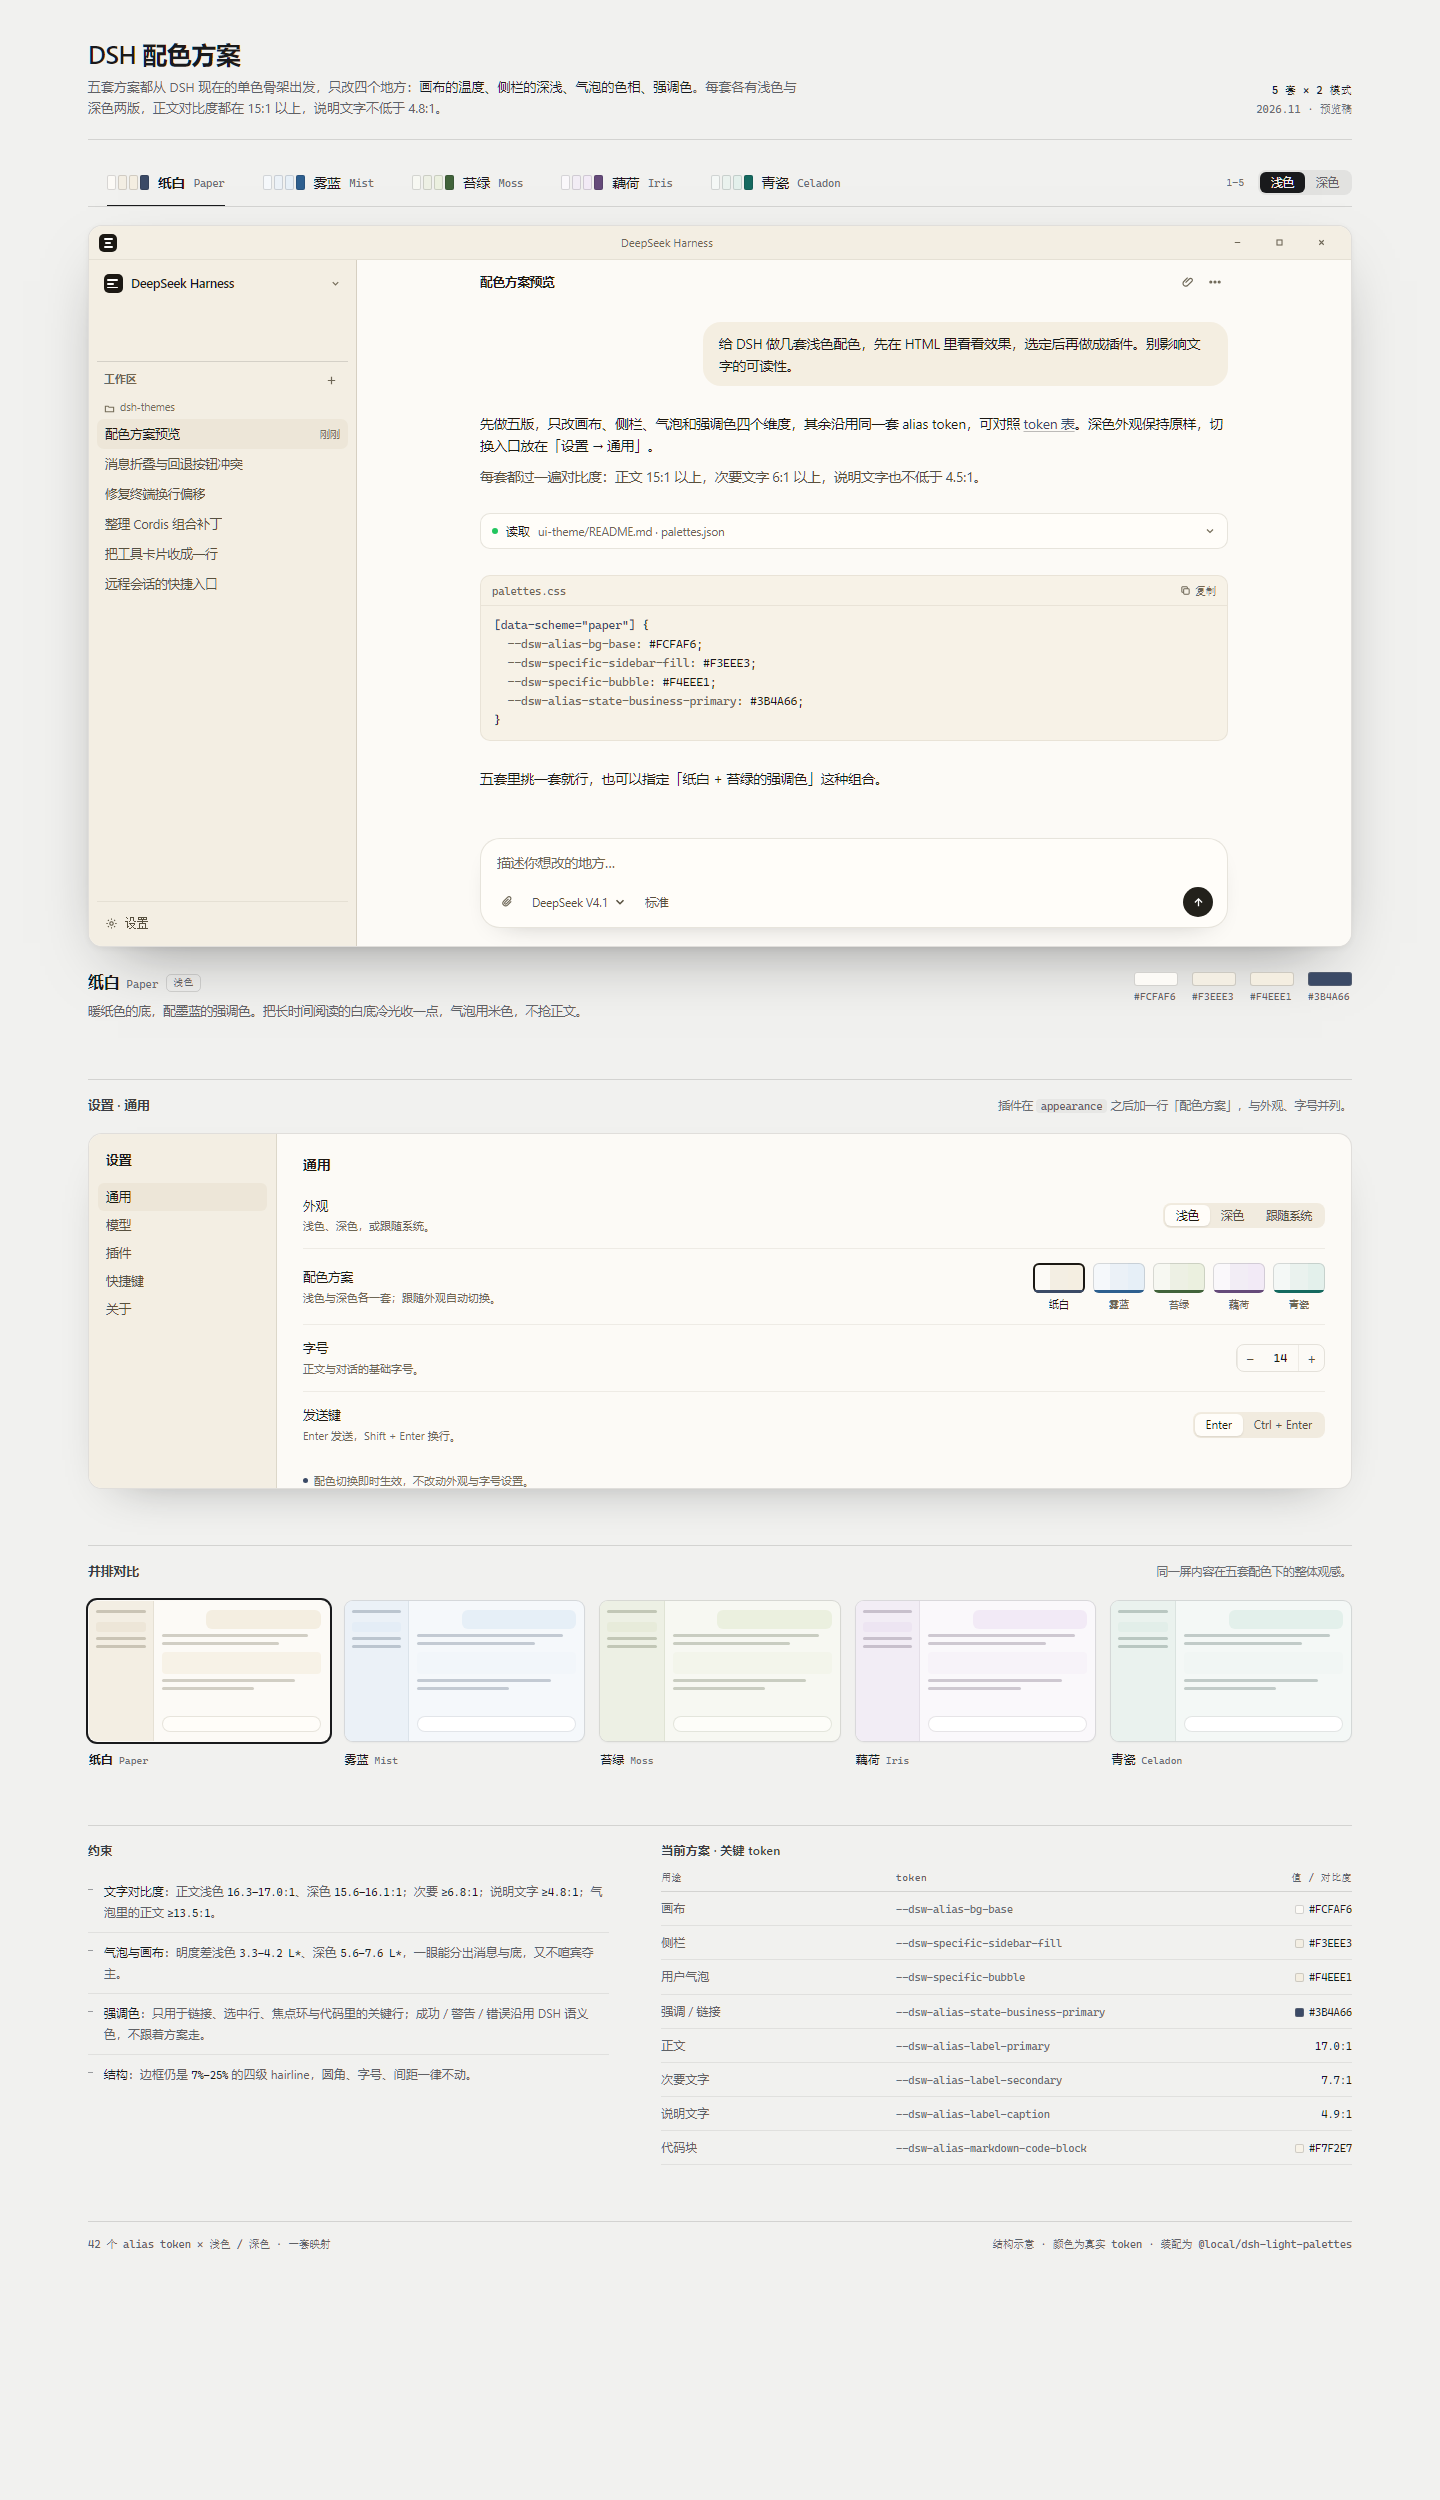 DSH 配色方案
五套方案都从 DSH 现在的单色骨架出发，只改四个地方：画布的温度、侧栏的深浅、气泡的色相、强调色。每套各有浅色与
深色两版，正文对比度都在 15:1 以上，说明文字不低于 4.8:1。
5 套 × 2 模式
2026.11 · 预览稿
纸白 Paper 雾蓝 Mist 苔绿 Moss 藕荷 Iris 青瓷 Celadon 1–5 浅色 深色
DeepSeek Harness
DeepSeek Harness
工作区
dsh-themes
配色方案预览 刚刚
消息折叠与回退按钮冲突
修复终端换行偏移
整理 Cordis 组合补丁
把工具卡片收成一行
远程会话的快捷入口
设置
配色方案预览
给 DSH 做几套浅色配色，先在 HTML 里看看效果，选定后再做成插件。别影响文
字的可读性。
先做五版，只改画布、侧栏、气泡和强调色四个维度，其余沿用同一套 alias token，可对照 token 表。深色外观保持原样，切
换入口放在「设置 → 通用」。
每套都过一遍对比度：正文 15:1 以上，次要文字 6:1 以上，说明文字也不低于 4.5:1。
读取 ui-theme/README.md · palettes.json
palettes.css 复制
[data-scheme="paper"] {
--dsw-alias-bg-base: #FCFAF6;
--dsw-specific-sidebar-fill: #F3EEE3;
--dsw-specific-bubble: #F4EEE1;
--dsw-alias-state-business-primary: #3B4A66;
}
五套里挑一套就行，也可以指定「纸白 + 苔绿的强调色」这种组合。
描述你想改的地方…
DeepSeek V4.1 标准
纸白 Paper 浅色
暖纸色的底，配墨蓝的强调色。把长时间阅读的白底冷光收一点，气泡用米色，不抢正文。
#FCFAF6 #F3EEE3 #F4EEE1 #3B4A66
设置 · 通用
插件在 appearance 之后加一行「配色方案」，与外观、字号并列。
设置
通用
模型
插件
快捷键
关于
通用
外观
浅色、深色，或跟随系统。
浅色 深色 跟随系统
配色方案
浅色与深色各一套；跟随外观自动切换。
纸白 雾蓝 苔绿 藕荷 青瓷
字号
正文与对话的基础字号。
− 14 +
发送键
Enter 发送，Shift + Enter 换行。
Enter Ctrl + Enter
配色切换即时生效，不改动外观与字号设置。
并排对比
同一屏内容在五套配色下的整体观感。
纸白 Paper 雾蓝 Mist 苔绿 Moss 藕荷 Iris 青瓷 Celadon
约束
– 文字对比度：正文浅色 16.3–17.0:1、深色 15.6–16.1:1；次要 ≥6.8:1；说明文字 ≥4.8:1；气
泡里的正文 ≥13.5:1。
– 气泡与画布：明度差浅色 3.3–4.2 L*、深色 5.6–7.6 L*，一眼能分出消息与底，又不喧宾夺
主。
– 强调色：只用于链接、选中行、焦点环与代码里的关键行；成功 / 警告 / 错误沿用 DSH 语义
色，不跟着方案走。
– 结构：边框仍是 7%–25% 的四级 hairline，圆角、字号、间距一律不动。
当前方案 · 关键 token
用途 token 值 / 对比度
画布 --dsw-alias-bg-base #FCFAF6
侧栏 --dsw-specific-sidebar-fill #F3EEE3
用户气泡 --dsw-specific-bubble #F4EEE1
强调 / 链接 --dsw-alias-state-business-primary #3B4A66
正文 --dsw-alias-label-primary 17.0:1
次要文字 --dsw-alias-label-secondary 7.7:1
说明文字 --dsw-alias-label-caption 4.9:1
代码块 --dsw-alias-markdown-code-block #F7F2E7
42 个 alias token × 浅色 / 深色 · 一套映射
结构示意 · 颜色为真实 token · 装配为 @local/dsh-light-palettes